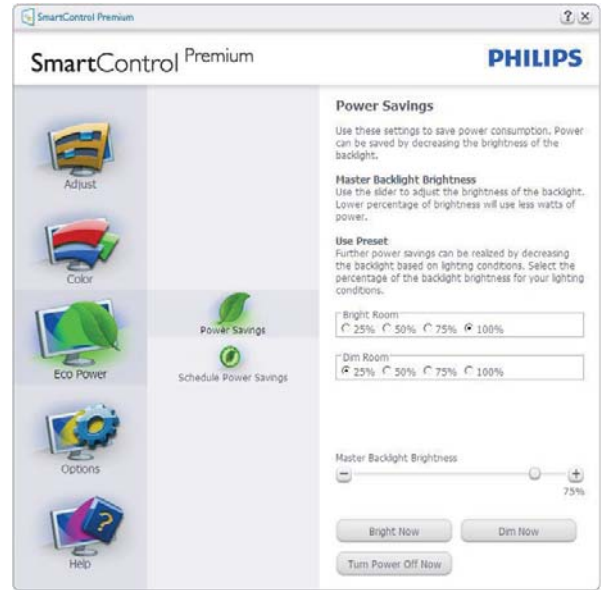 SmartControl Premium
? ×
SmartControl Premium
PHILIPS
Adjust
Color
Eco Power
Options
Help
Power Savings
Schedule Power Savings
Power Savings
Use these settings to save power consumption. Power
can be saved by decreasing the brightness of the
backlight.
Master Backlight Brightness
Use the slider to adjust the brightness of the backlight.
Lower percentage of brightness will use less watts of
power.
Use Preset
Further power savings can be realized by decreasing
the backlight based on lighting conditions. Select the
percentage of the backlight brightness for your lighting
conditions.
Bright Room
25% 50% 75% 100%
Dim Room
25% 50% 75% 100%
Master Backlight Brightness
− +
75%
Bright Now Dim Now
Turn Power Off Now